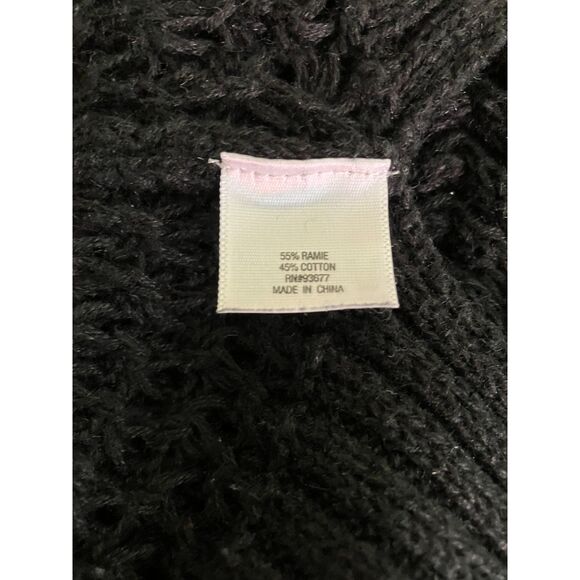 55% RAMIE
45% COTTON
RN#93677
MADE IN CHINA